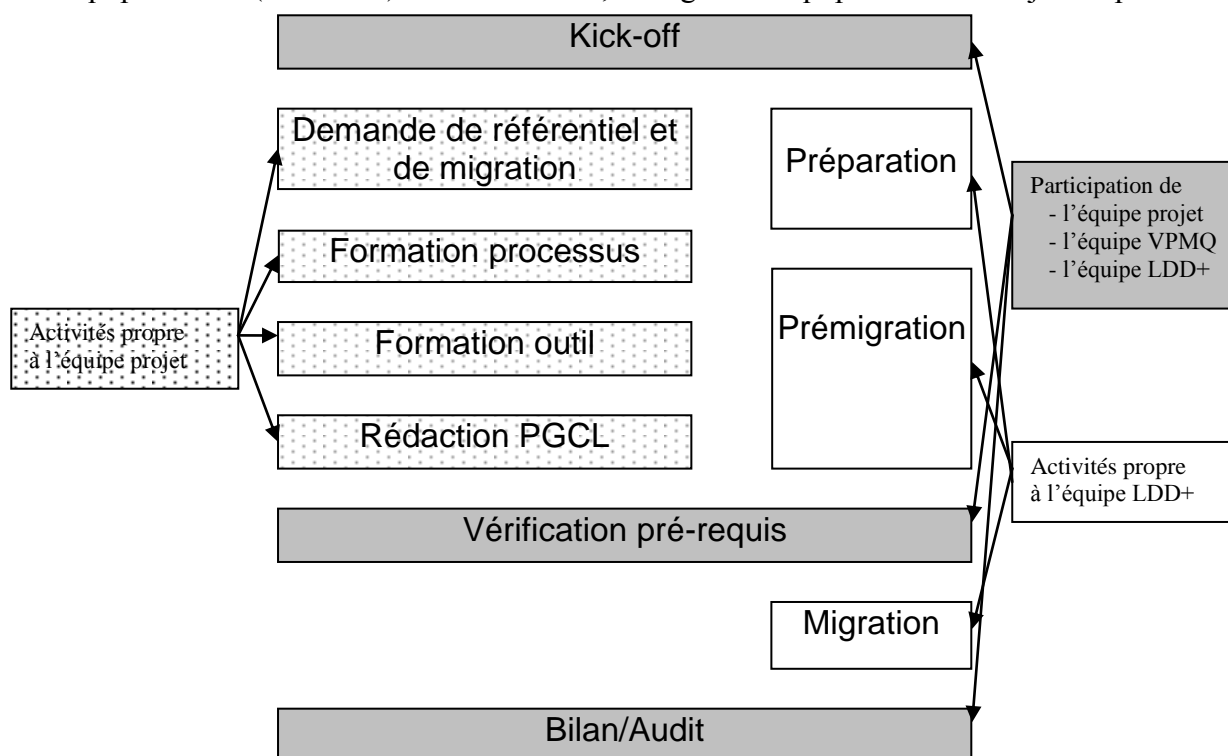 Kick-off
Demande de référentiel et
de migration
Préparation
Participation de
- l'équipe projet
- l'équipe VPMQ
- l'équipe LDD+
Formation processus
Activités propre
à l'équipe projet
Formation outil
Prémigration
Rédaction PGCL
Activités propre
à l'équipe LDD+
Vérification pré-requis
Migration
Bilan/Audit